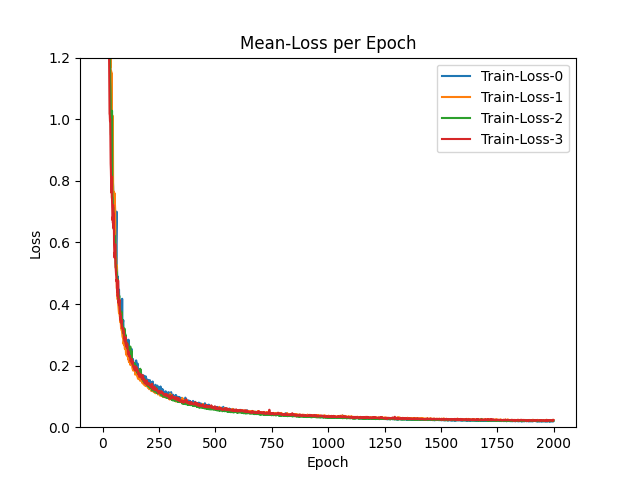 Mean-Loss per Epoch
Train-Loss-0
Train-Loss-1
Train-Loss-2
Train-Loss-3
Loss
1.2
1.0
0.8
0.6
0.4
0.2
0.0
0 250 500 750 1000 1250 1500 1750 2000
Epoch